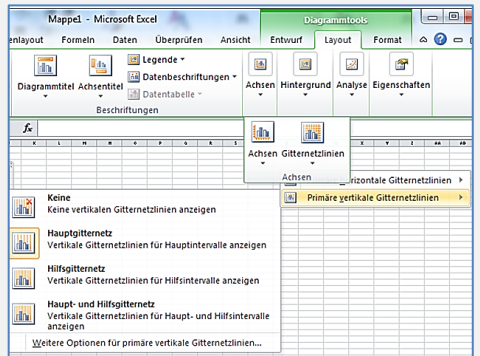 Mappe1 - Microsoft Excel
Diagrammtools
enlayout Formeln Daten Überprüfen Ansicht Entwurf Layout Format
Diagrammtitel
Achsentitel
Legende
Datenbeschriftungen
Datentabelle
Beschriftungen
Achsen
Hintergrund
Analyse
Eigenschaften
fx
Achsen Gitternetzlinien
Achsen
orizontale Gitternetzlinien
Primäre vertikale Gitternetzlinien
Keine
Keine vertikalen Gitternetzlinien anzeigen
Hauptgitternetz
Vertikale Gitternetzlinien für Hauptintervalle anzeigen
Hilfsgitternetz
Vertikale Gitternetzlinien für Hilfsintervalle anzeigen
Haupt- und Hilfsgitternetz
Vertikale Gitternetzlinien für Haupt- und Hilfsintervalle
anzeigen
Weitere Optionen für primäre vertikale Gitternetzlinien...